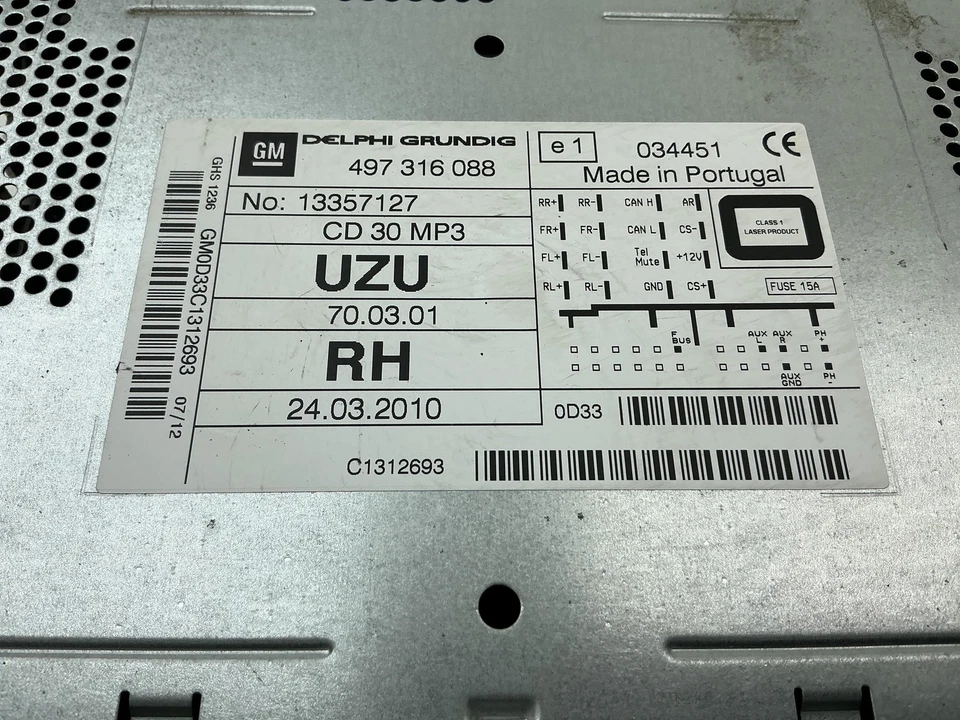 GM DELPHI GRUNDIG
497 316 088
No: 13357127
CD 30 MP3
UZU
70.03.01
RH
24.03.2010
e 1
034451
CE
Made in Portugal
RR+ RR- CAN H AR
FR+ FR- CAN L CS-
FL+ FL- Tel Mute +12V
RL+ RL- GND CS+
CLASS 1
LASER PRODUCT
FUSE 15A
F BUS
AUX L
AUX R
PH +
AUX GND
PH -
0D33
C1312693
GHS 1236
GM0D33C1312693
07/12